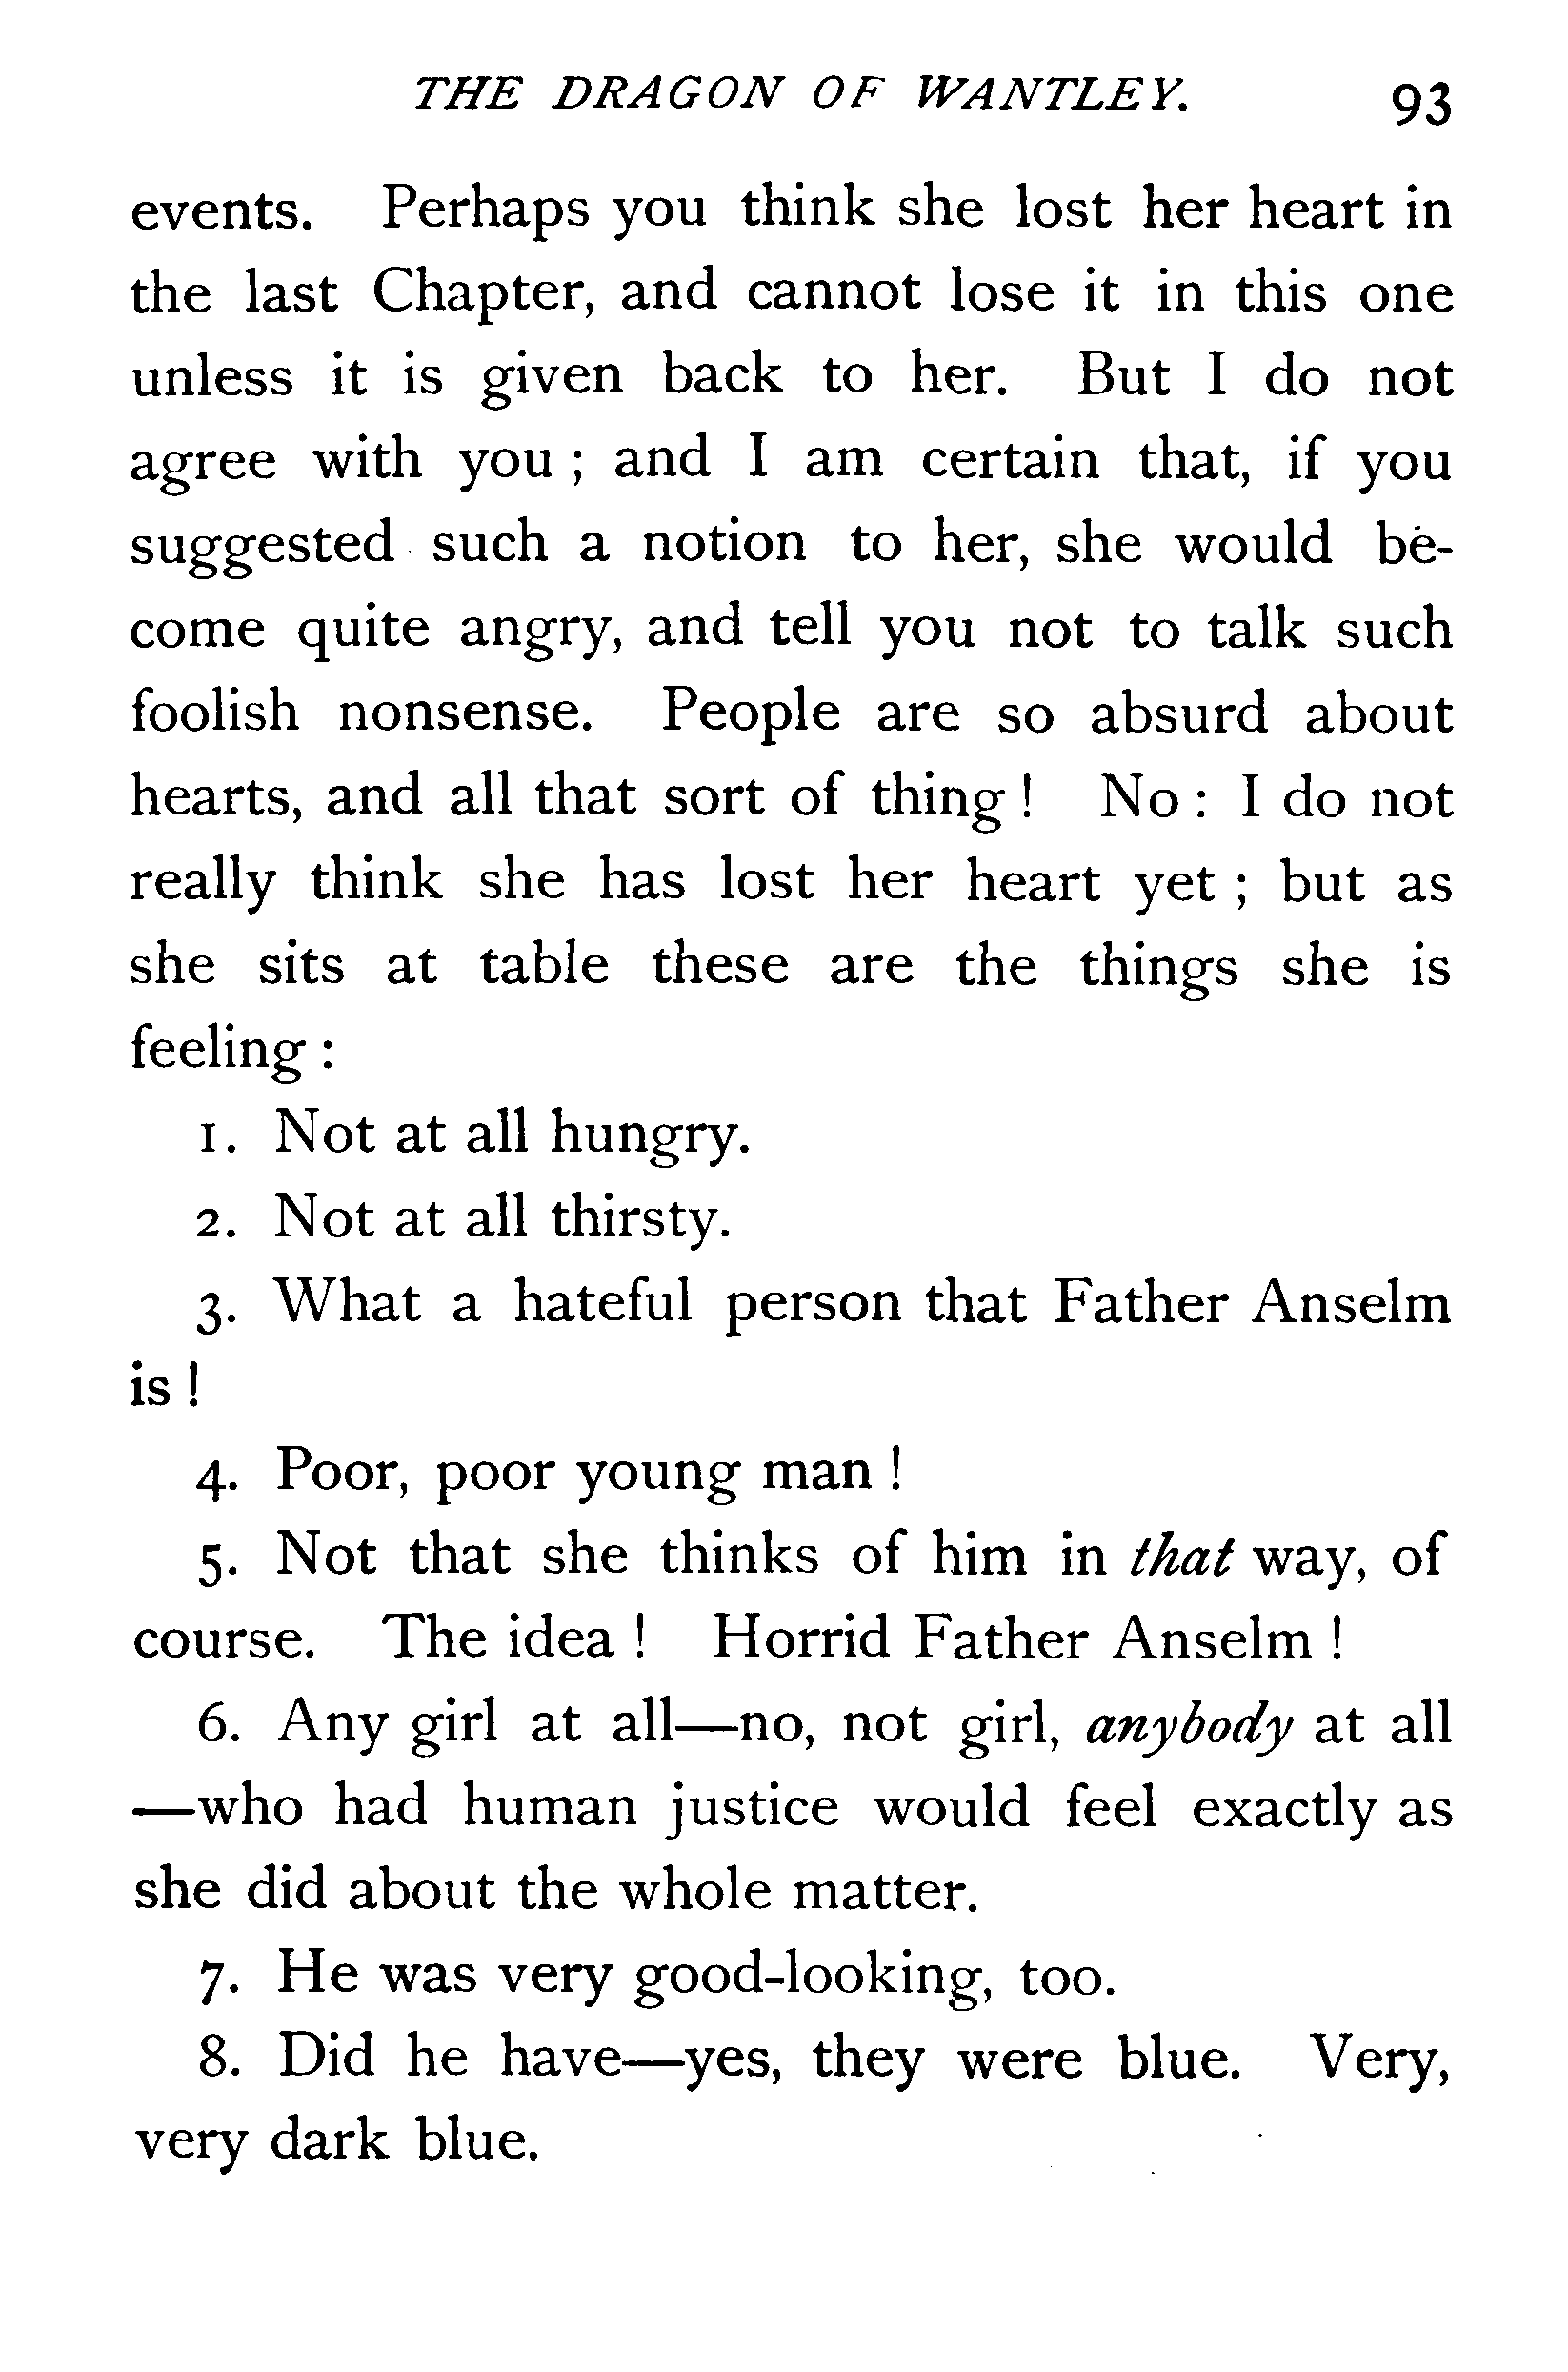 THE DRAGON OF WANTLEY. 93
events. Perhaps you think she lost her heart in
the last Chapter, and cannot lose it in this one
unless it is given back to her. But I do not
agree with you ; and I am certain that, if you
suggested such a notion to her, she would be-
come quite angry, and tell you not to talk such
foolish nonsense. People are so absurd about
hearts, and all that sort of thing ! No : I do not
really think she has lost her heart yet ; but as
she sits at table these are the things she is
feeling :
1. Not at all hungry.
2. Not at all thirsty.
3. What a hateful person that Father Anselm
is !
4. Poor, poor young man !
5. Not that she thinks of him in that way, of
course. The idea ! Horrid Father Anselm !
6. Any girl at all—no, not girl, anybody at all
—who had human justice would feel exactly as
she did about the whole matter.
7. He was very good-looking, too.
8. Did he have—yes, they were blue. Very,
very dark blue.